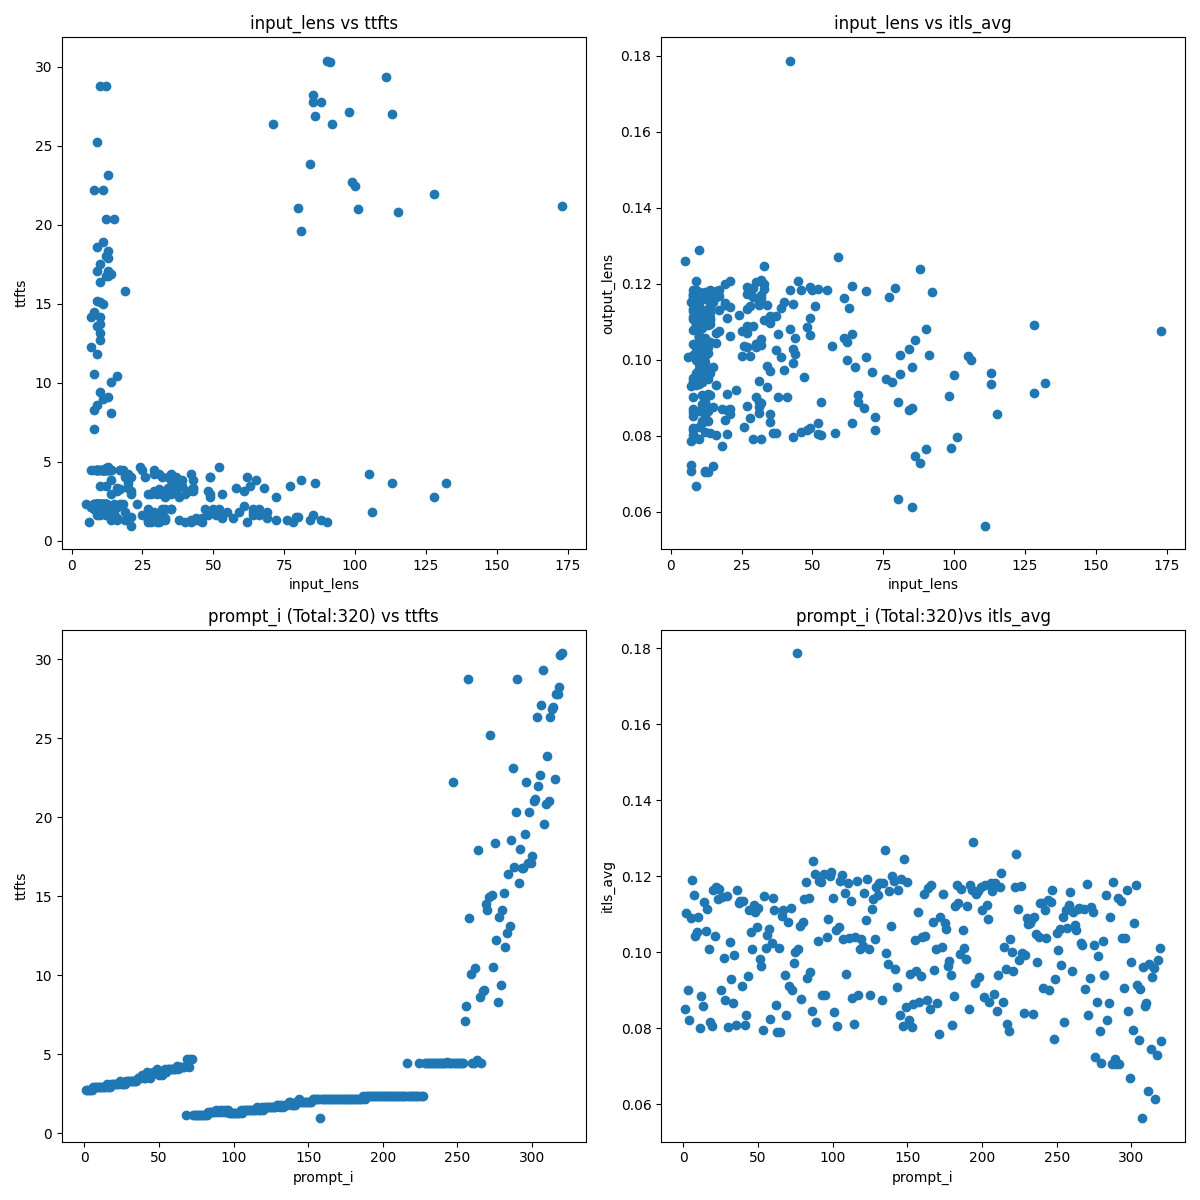 input_lens vs ttfts
ttfts
30
25
20
15
10
5
0
0 25 50 75 100 125 150 175
input_lens
input_lens vs itls_avg
output_lens
0.18
0.16
0.14
0.12
0.10
0.08
0.06
0 25 50 75 100 125 150 175
input_lens
prompt_i (Total:320) vs ttfts
ttfts
30
25
20
15
10
5
0
0 50 100 150 200 250 300
prompt_i
prompt_i (Total:320)vs itls_avg
itls_avg
0.18
0.16
0.14
0.12
0.10
0.08
0.06
0 50 100 150 200 250 300
prompt_i